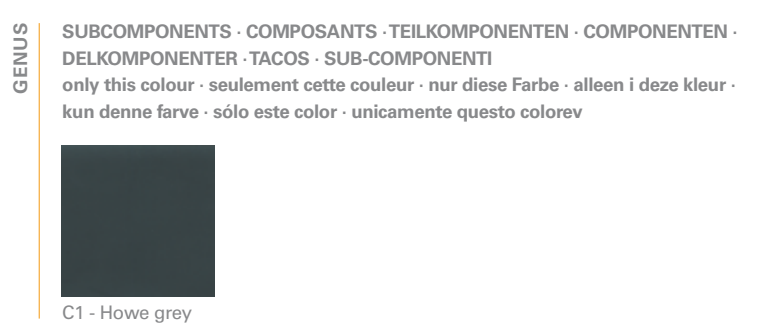 GENUS
SUBCOMPONENTS · COMPOSANTS · TEILKOMPONENTEN · COMPONENTEN ·
DELKOMPONENTER · TACOS · SUB-COMPONENTI
only this colour · seulement cette couleur · nur diese Farbe · alleen i deze kleur ·
kun denne farve · sólo este color · unicamente questo colorev
C1 - Howe grey